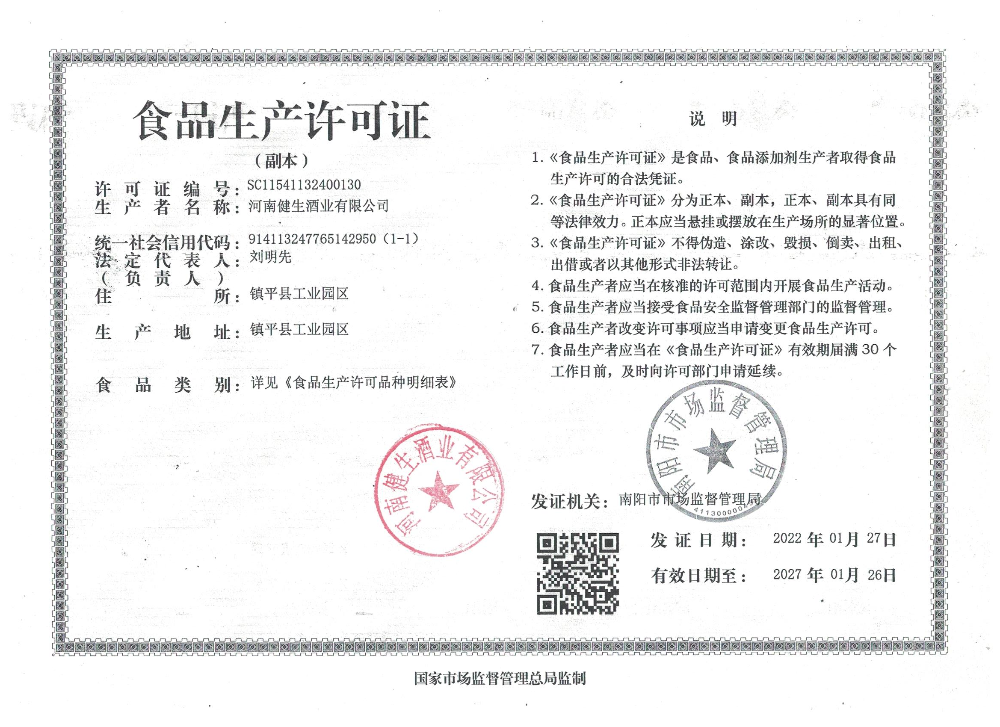 食品生产许可证
（副本）
许可证编号：SC11541132400130
生产者名称：河南健生酒业有限公司
统一社会信用代码：914113247765142950（1-1）
法定代表人：刘明先
（负责人）
住所：镇平县工业园区
生产地址：镇平县工业园区
食品类别：详见《食品生产许可品种明细表》
河南健生酒业有限公司
说 明
1.《食品生产许可证》是食品、食品添加剂生产者取得食品
生产许可的合法凭证。
2.《食品生产许可证》分为正本、副本，正本、副本具有同
等法律效力。正本应当悬挂或摆放在生产场所的显著位置。
3.《食品生产许可证》不得伪造、涂改、毁损、倒卖、出租、
出借或者以其他形式非法转让。
4. 食品生产者应当在核准的许可范围内开展食品生产活动。
5. 食品生产者应当接受食品安全监督管理部门的监督管理。
6. 食品生产者改变许可事项应当申请变更食品生产许可。
7. 食品生产者应当在《食品生产许可证》有效期届满 30 个
工作日前，及时向许可部门申请延续。
南阳市市场监督管理局
发证机关：南阳市市场监督管理局
发证日期：2022 年 01 月 27 日
有效日期至：2027 年 01 月 26 日
国家市场监督管理总局监制